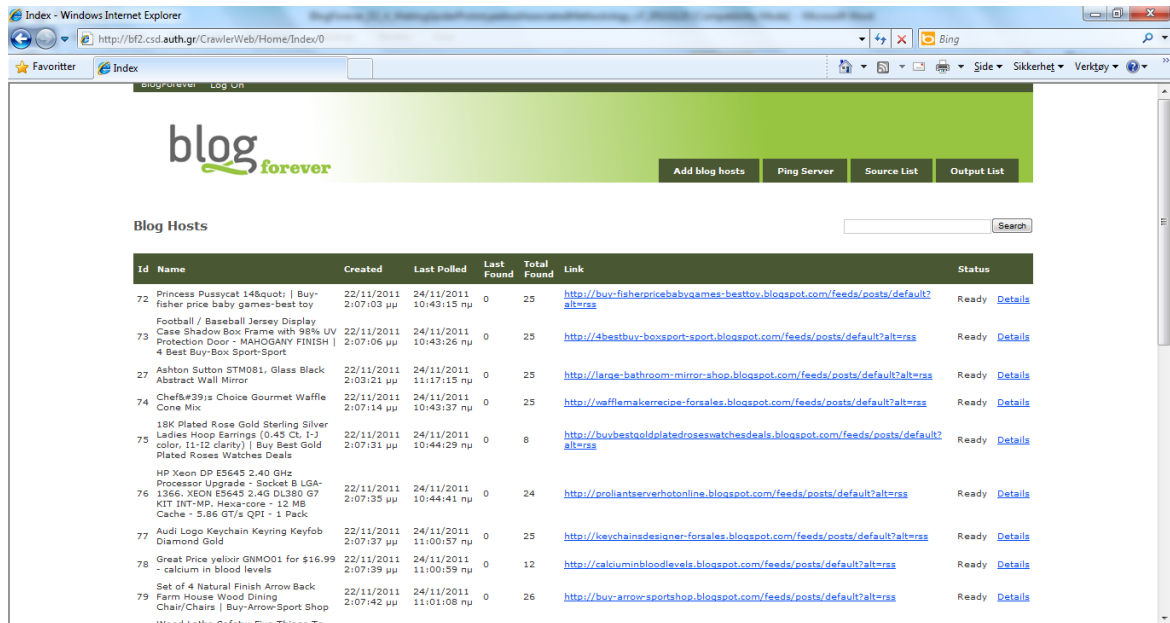 Index - Windows Internet Explorer
http://bf2.csd.auth.gr/CrawlerWeb/Home/Index/0
Bing
Favoritter
Index
Side
Sikkerhet
Verktøy
BlogForever Log On
blog forever
Add blog hosts
Ping Server
Source List
Output List
Blog Hosts
Search
Id Name Created Last Polled Last Found Total Found Link Status
72 Princess Pussycat 14&quot; | Buy- 22/11/2011 24/11/2011 0 25 http://buy-fisherpricebabygames-besttoy.blogspot.com/feeds/posts/default? Ready Details
fisher price baby games-best toy 2:07:03 μμ 10:43:15 πμ alt=rss
Football / Baseball Jersey Display
73 Case Shadow Box Frame with 98% UV 22/11/2011 24/11/2011 0 25 http://4bestbuy-boxsport-sport.blogspot.com/feeds/posts/default?alt=rss Ready Details
Protection Door - MAHOGANY FINISH | 2:07:06 μμ 10:43:26 πμ
4 Best Buy-Box Sport-Sport
27 Ashton Sutton STM081, Glass Black 22/11/2011 24/11/2011 0 25 http://large-bathroom-mirror-shop.blogspot.com/feeds/posts/default?alt=rss Ready Details
Abstract Wall Mirror 2:03:21 μμ 11:17:15 πμ
74 Chef&#39;s Choice Gourmet Waffle 22/11/2011 24/11/2011 0 25 http://wafflemakerrecipe-forsales.blogspot.com/feeds/posts/default?alt=rss Ready Details
Cone Mix 2:07:14 μμ 10:43:37 πμ
18K Plated Rose Gold Sterling Silver
75 Ladies Hoop Earrings (0.45 Ct, I-J 22/11/2011 24/11/2011 0 8 http://buybestgoldplatedroseswatchesdeals.blogspot.com/feeds/posts/default? Ready Details
color, I1-I2 clarity) | Buy Best Gold 2:07:31 μμ 10:44:29 πμ alt=rss
Plated Roses Watches Deals
HP Xeon DP E5645 2.40 GHz
Processor Upgrade - Socket B LGA-
76 1366. XEON E5645 2.4G DL380 G7 22/11/2011 24/11/2011 0 24 http://proliantserverhotonline.blogspot.com/feeds/posts/default?alt=rss Ready Details
KIT INT-MP. Hexa-core - 12 MB 2:07:35 μμ 10:44:41 πμ
Cache - 5.86 GT/s QPI - 1 Pack
77 Audi Logo Keychain Keyring Keyfob 22/11/2011 24/11/2011 0 25 http://keychainsdesigner-forsales.blogspot.com/feeds/posts/default?alt=rss Ready Details
Diamond Gold 2:07:37 μμ 11:00:57 πμ
78 Great Price yelixir GNMO01 for $16.99 22/11/2011 24/11/2011 0 12 http://calciuminbloodlevels.blogspot.com/feeds/posts/default?alt=rss Ready Details
- calcium in blood levels 2:07:39 μμ 11:00:59 πμ
Set of 4 Natural Finish Arrow Back
79 Farm House Wood Dining 22/11/2011 24/11/2011 0 26 http://buy-arrow-sportshop.blogspot.com/feeds/posts/default?alt=rss Ready Details
Chair/Chairs | Buy-Arrow-Sport Shop 2:07:42 μμ 11:01:08 πμ